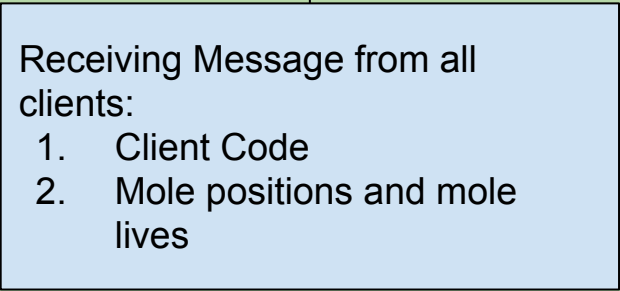 Receiving Message from all
clients:
1. Client Code
2. Mole positions and mole
lives